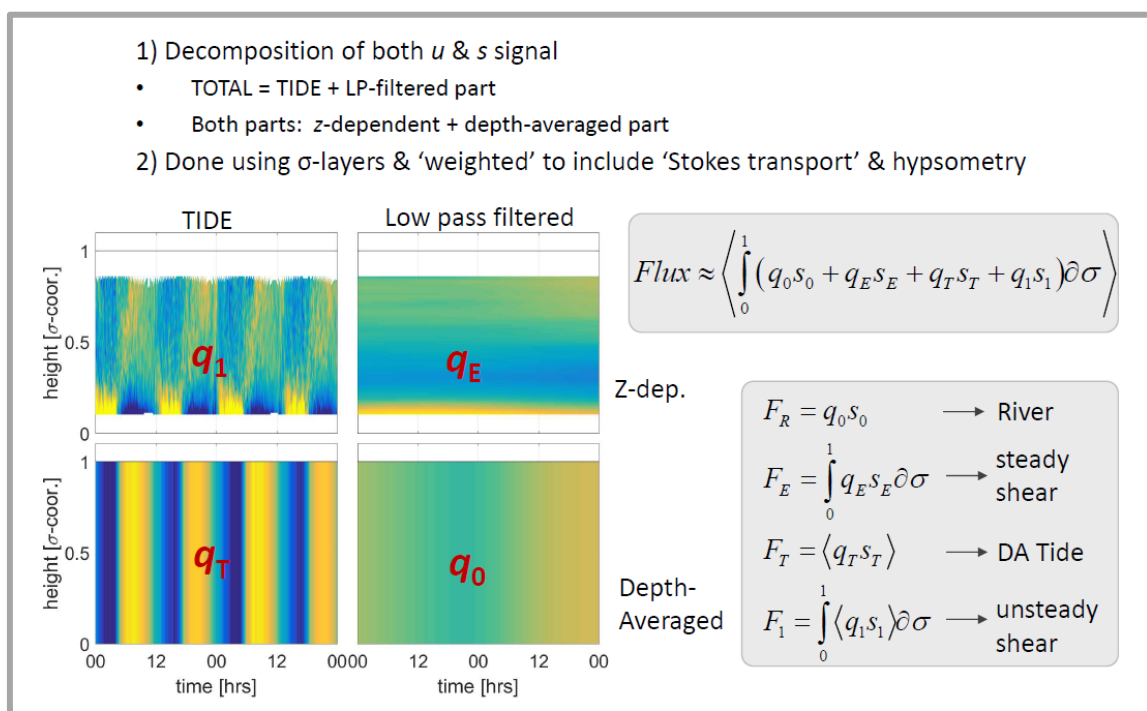 1) Decomposition of both u & s signal
• TOTAL = TIDE + LP-filtered part
• Both parts: z-dependent + depth-averaged part
2) Done using σ-layers & ‘weighted’ to include ‘Stokes transport’ & hypsometry
TIDE
Low pass filtered
height [σ-coor.]
1
0.5
0
q₁
q_E
Z-dep.
height [σ-coor.]
1
0.5
0
q_T
q₀
Depth-
Averaged
00 12 00 12 00
00 12 00 12 00
time [hrs]
time [hrs]
Flux ≈ ⟨∫₀¹ (q₀s₀ + q_E s_E + q_T s_T + q₁s₁)∂σ⟩
F_R = q₀s₀ → River
F_E = ∫₀¹ q_E s_E ∂σ → steady
shear
F_T = ⟨q_T s_T⟩ → DA Tide
F₁ = ∫₀¹ ⟨q₁s₁⟩∂σ → unsteady
shear